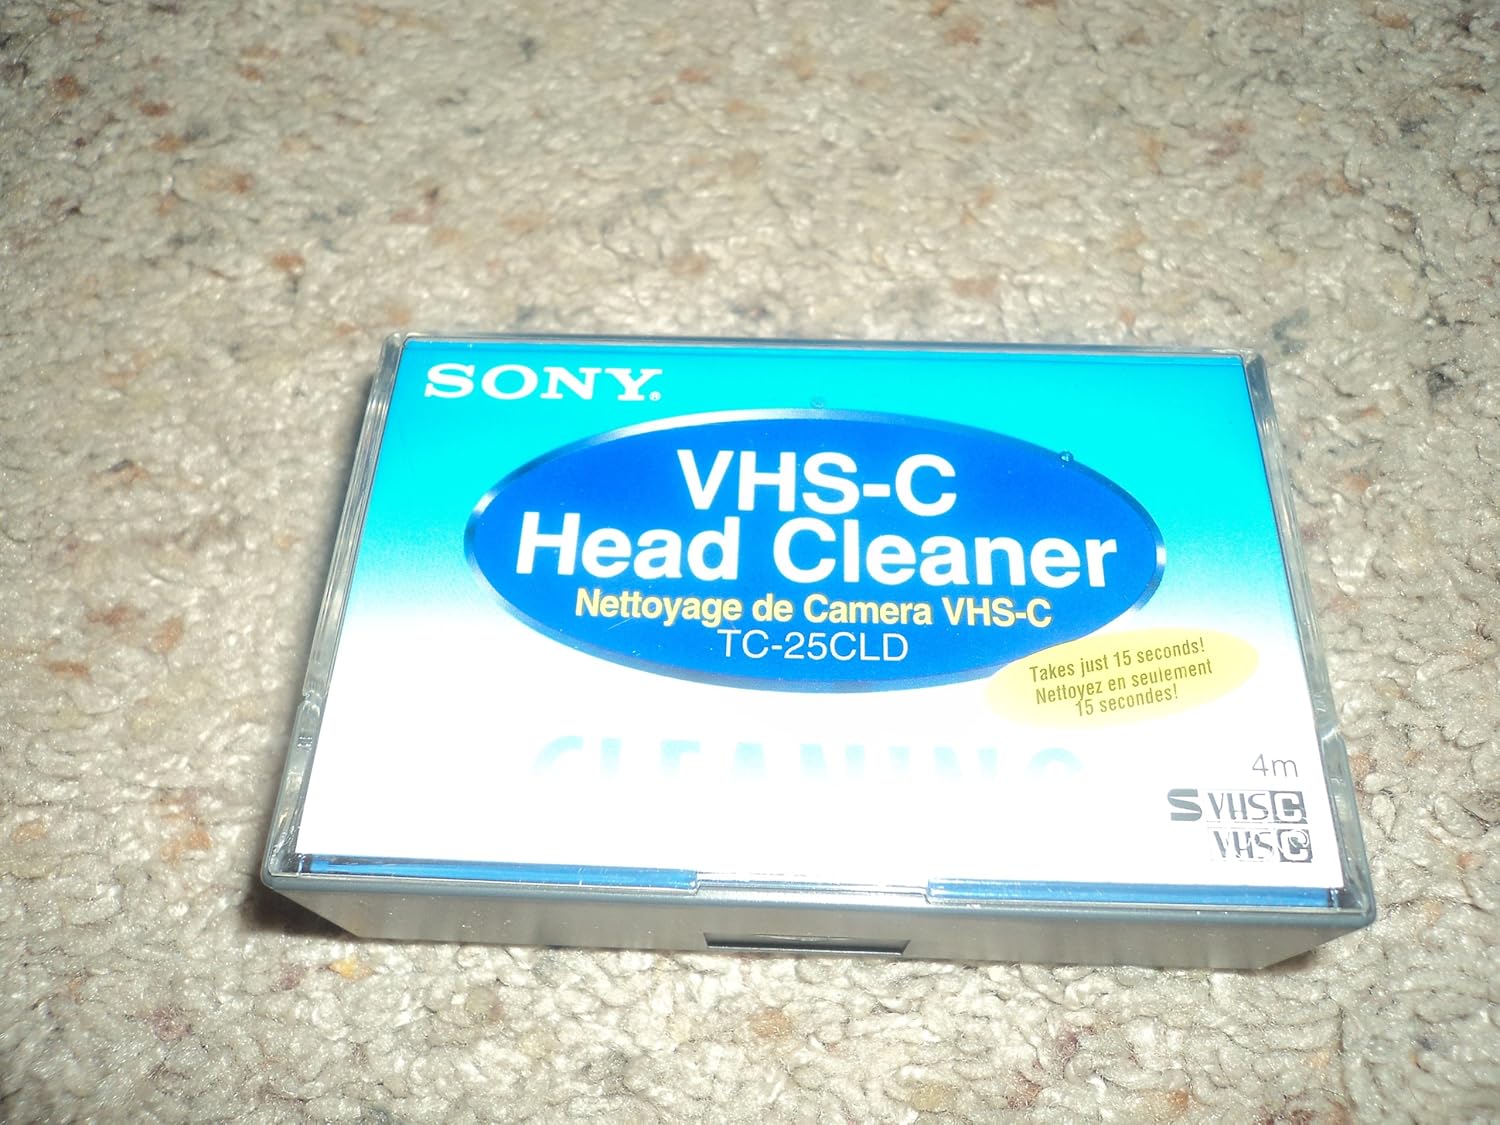 SONY®
VHS-C
Head Cleaner
Nettoyage de Camera VHS-C
TC-25CLD
Takes just 15 seconds!
Nettoyez en seulement
15 secondes!
CLEANING
4m
S VHS C
VHS C